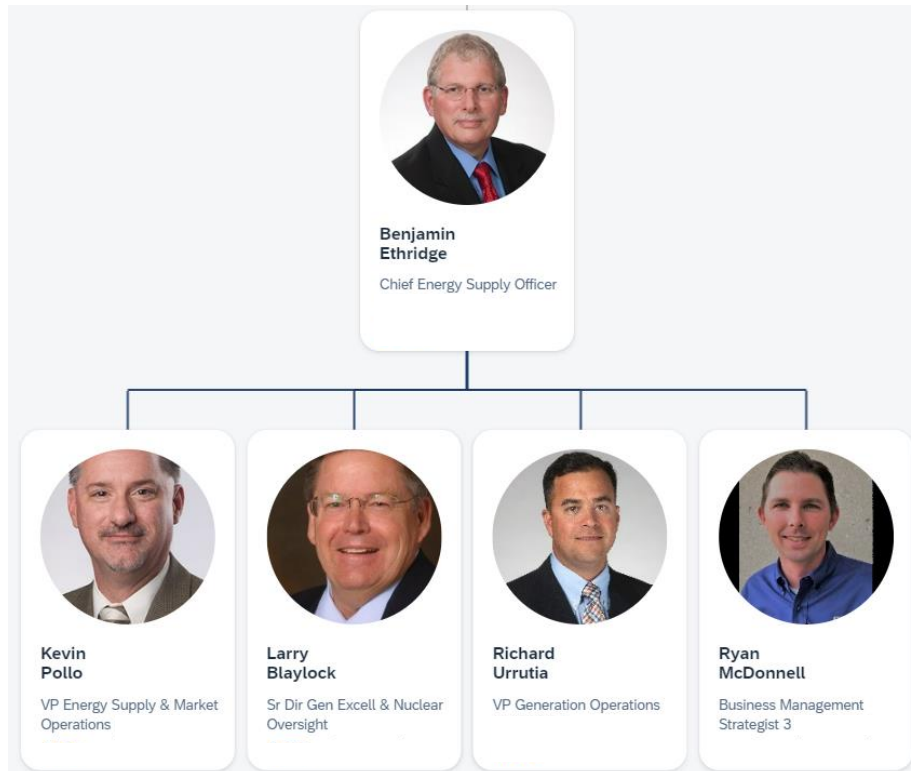 Benjamin
Ethridge
Chief Energy Supply Officer
Kevin
Pollo
VP Energy Supply & Market
Operations
Larry
Blaylock
Sr Dir Gen Excell & Nuclear
Oversight
Richard
Urrutia
VP Generation Operations
Ryan
McDonnell
Business Management
Strategist 3